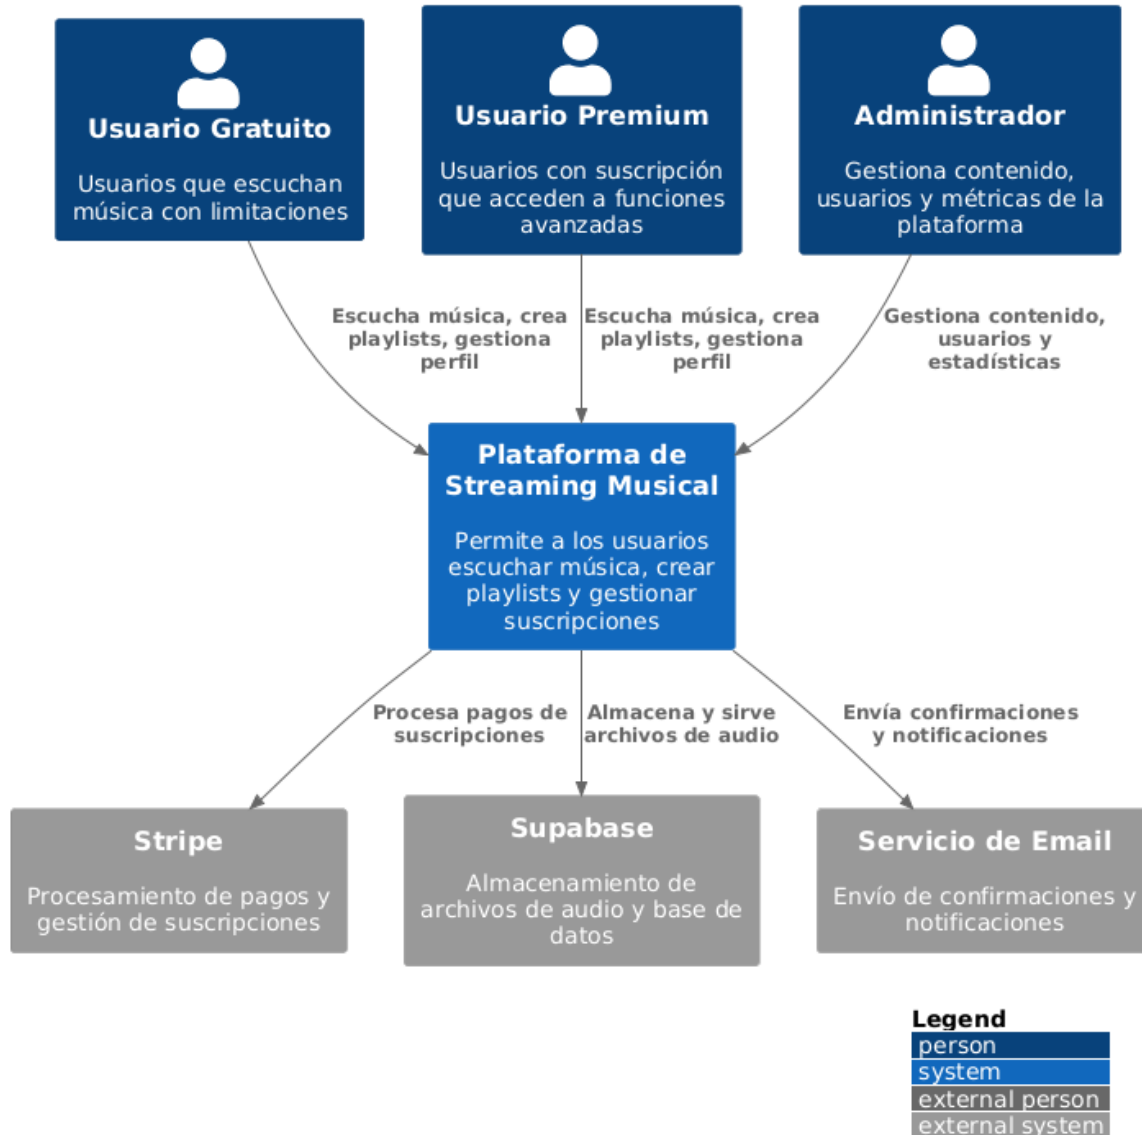 Usuario Gratuito
Usuarios que escuchan
música con limitaciones
Usuario Premium
Usuarios con suscripción
que acceden a funciones
avanzadas
Administrador
Gestiona contenido,
usuarios y métricas de la
plataforma
Escucha música, crea
playlists, gestiona
perfil
Escucha música, crea
playlists, gestiona
perfil
Gestiona contenido,
usuarios y
estadísticas
Plataforma de
Streaming Musical
Permite a los usuarios
escuchar música, crear
playlists y gestionar
suscripciones
Procesa pagos de
suscripciones
Almacena y sirve
archivos de audio
Envía confirmaciones
y notificaciones
Stripe
Procesamiento de pagos y
gestión de suscripciones
Supabase
Almacenamiento de
archivos de audio y base de
datos
Servicio de Email
Envío de confirmaciones y
notificaciones
Legend
person
system
external person
external system